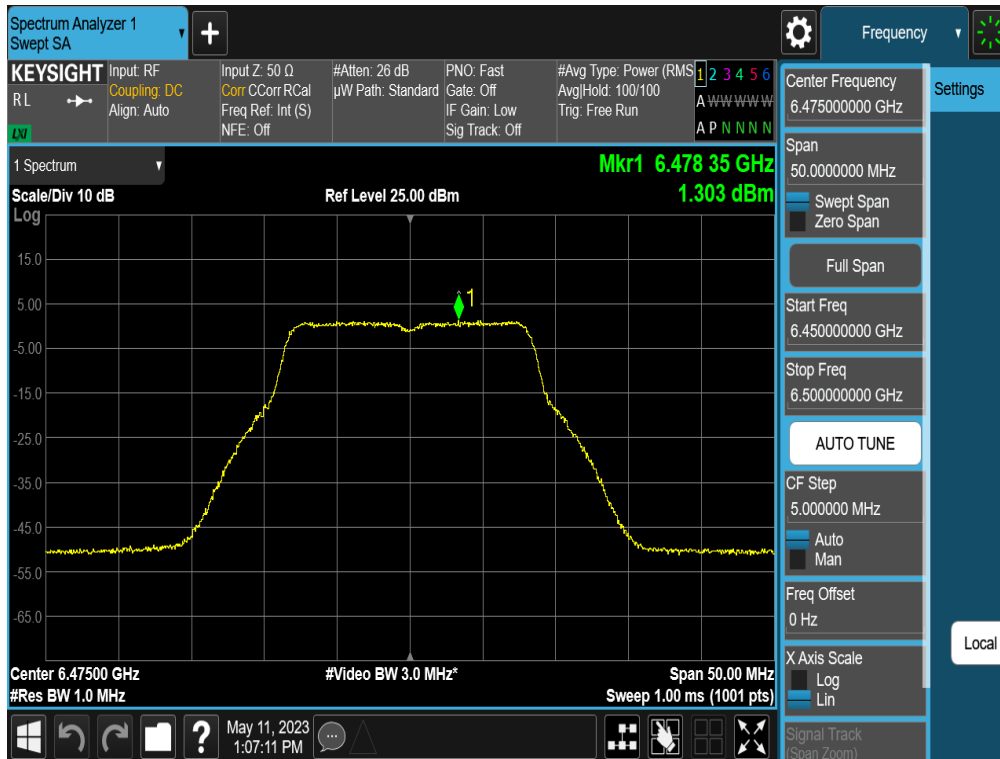 Spectrum Analyzer 1
Swept SA
+
Frequency
KEYSIGHT
RL
LXI
Input: RF
Coupling: DC
Align: Auto
Input Z: 50 Ω
Corr CCorr RCal
Freq Ref: Int (S)
NFE: Off
#Atten: 26 dB
µW Path: Standard
PNO: Fast
Gate: Off
IF Gain: Low
Sig Track: Off
#Avg Type: Power (RMS
Avg|Hold: 100/100
Trig: Free Run
1 2 3 4 5 6
A W W W W W
A P N N N N
1 Spectrum
Mkr1 6.478 35 GHz
Scale/Div 10 dB
Ref Level 25.00 dBm
1.303 dBm
Log
15.0
5.00
-5.00
-15.0
-25.0
-35.0
-45.0
-55.0
-65.0
1
Center 6.47500 GHz
#Video BW 3.0 MHz*
Span 50.00 MHz
#Res BW 1.0 MHz
Sweep 1.00 ms (1001 pts)
Center Frequency
6.475000000 GHz
Span
50.0000000 MHz
Swept Span
Zero Span
Full Span
Start Freq
6.450000000 GHz
Stop Freq
6.500000000 GHz
AUTO TUNE
CF Step
5.000000 MHz
Auto
Man
Freq Offset
0 Hz
X Axis Scale
Log
Lin
Signal Track
(Span Zoom)
Settings
Local
?
May 11, 2023
1:07:11 PM